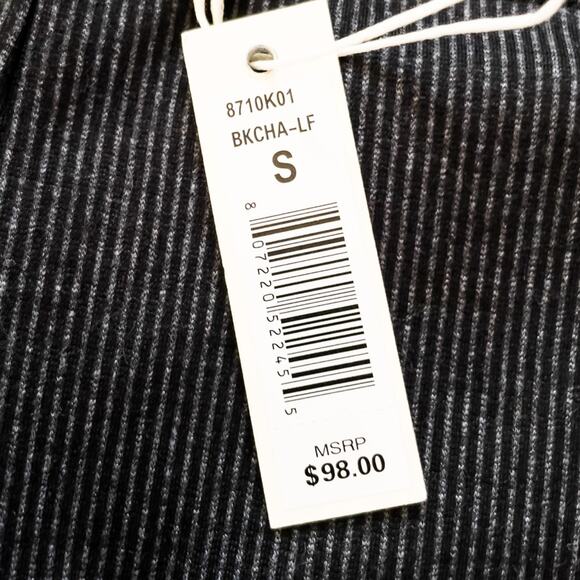 8710K01
BKCHA-LF
S
8 07220 52245 5
MSRP
$98.00